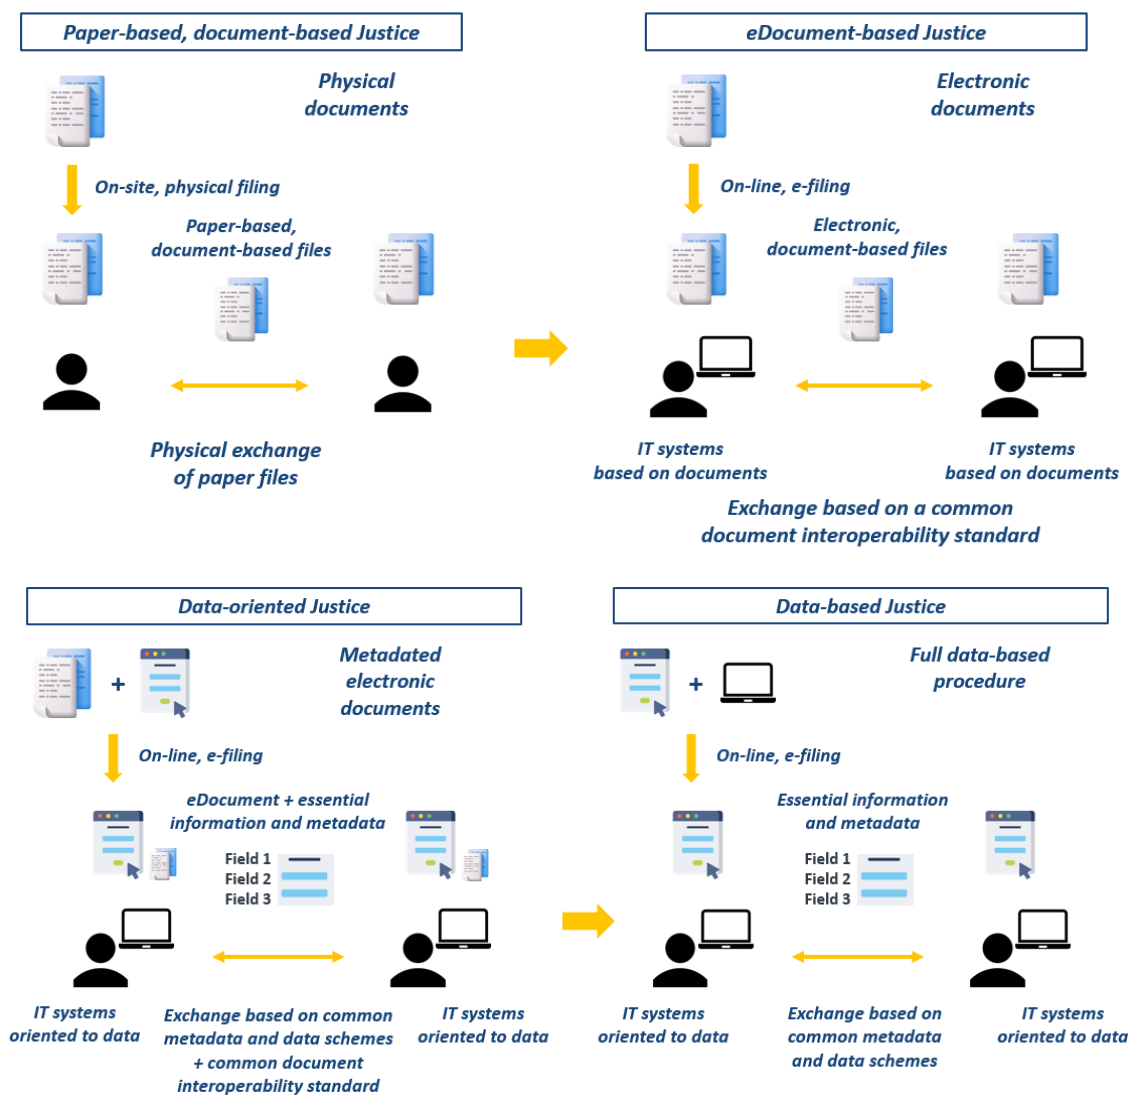 Paper-based, document-based Justice
Physical
documents
On-site, physical filing
Paper-based,
document-based files
Physical exchange
of paper files
eDocument-based Justice
Electronic
documents
On-line, e-filing
Electronic,
document-based files
IT systems
based on documents
IT systems
based on documents
Exchange based on a common
document interoperability standard
Data-oriented Justice
+
Metadated
electronic
documents
On-line, e-filing
eDocument + essential
information and metadata
Field 1
Field 2
Field 3
IT systems
oriented to data
Exchange based on common
metadata and data schemes
+ common document
interoperability standard
IT systems
oriented to data
Data-based Justice
+
Full data-based
procedure
On-line, e-filing
Essential information
and metadata
Field 1
Field 2
Field 3
IT systems
oriented to data
Exchange based on
common metadata
and data schemes
IT systems
oriented to data